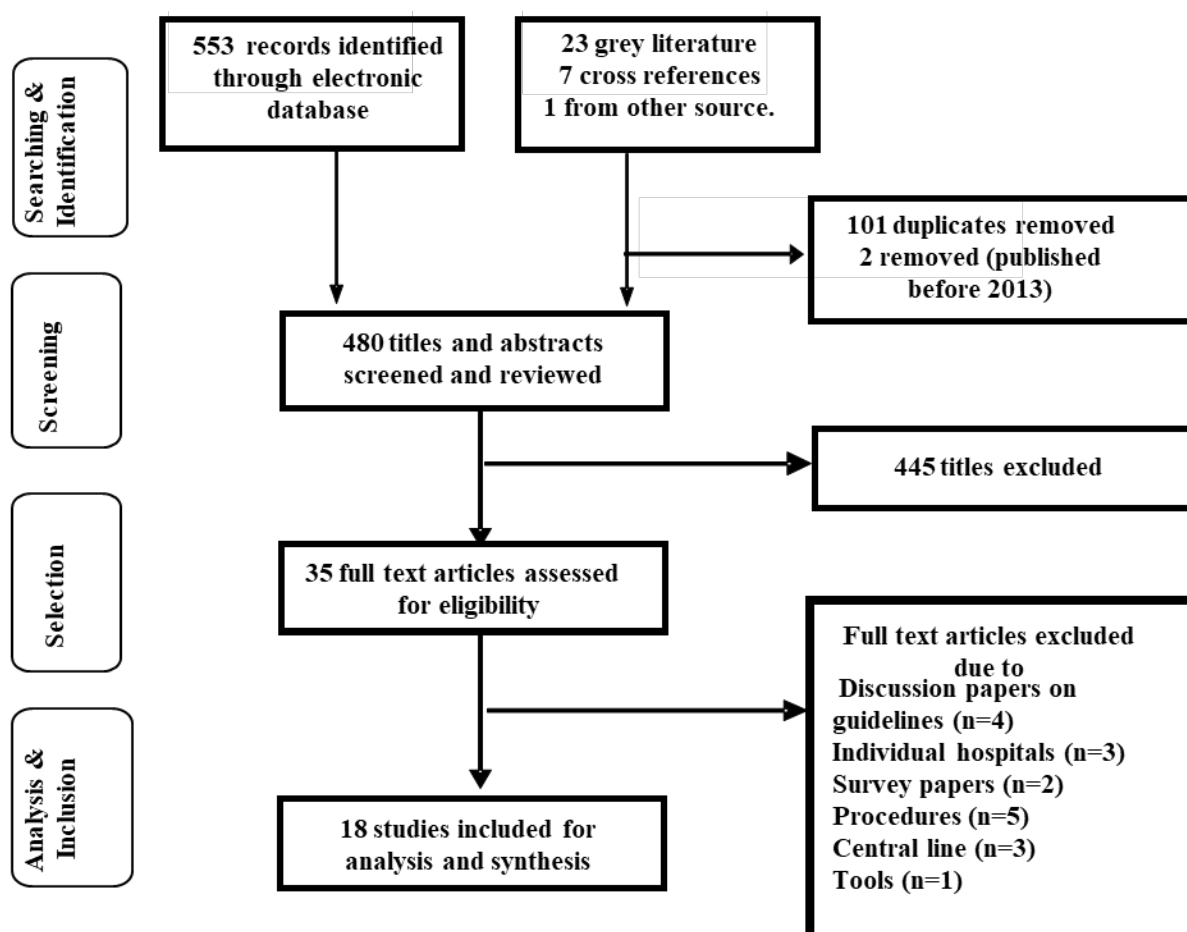 553 records identified
through electronic
database
23 grey literature
7 cross references
1 from other source.
Searching &
Identification
101 duplicates removed
2 removed (published
before 2013)
Screening
480 titles and abstracts
screened and reviewed
445 titles excluded
Selection
35 full text articles assessed
for eligibility
Full text articles excluded
due to
Discussion papers on
guidelines (n=4)
Individual hospitals (n=3)
Survey papers (n=2)
Procedures (n=5)
Central line (n=3)
Tools (n=1)
Analysis &
Inclusion
18 studies included for
analysis and synthesis